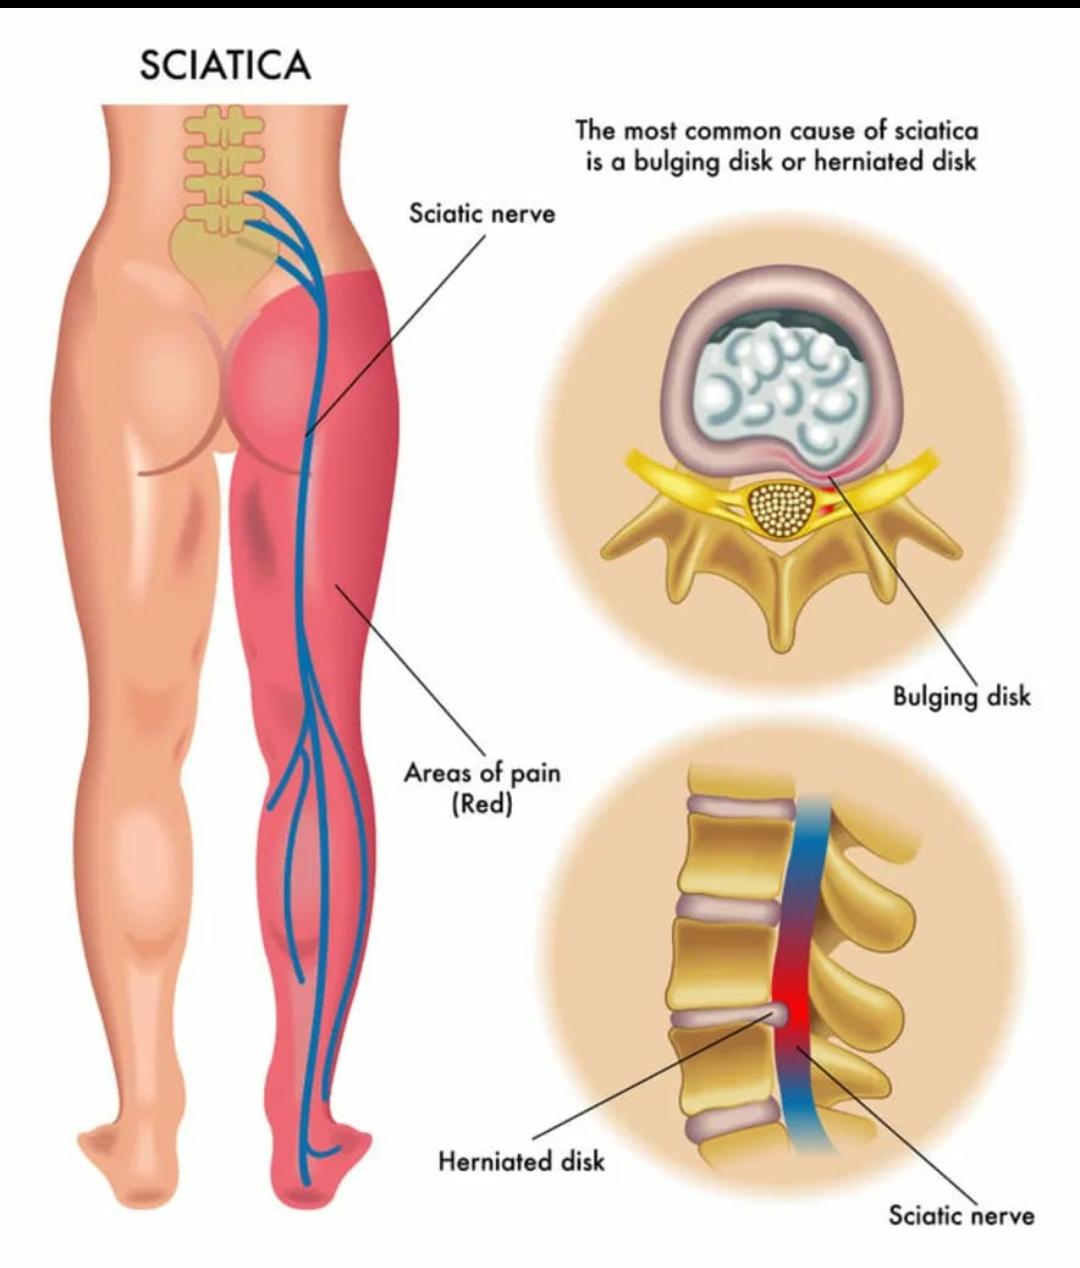 SCIATICA
The most common cause of sciatica
is a bulging disk or herniated disk
Sciatic nerve
Bulging disk
Areas of pain
(Red)
Herniated disk
Sciatic nerve